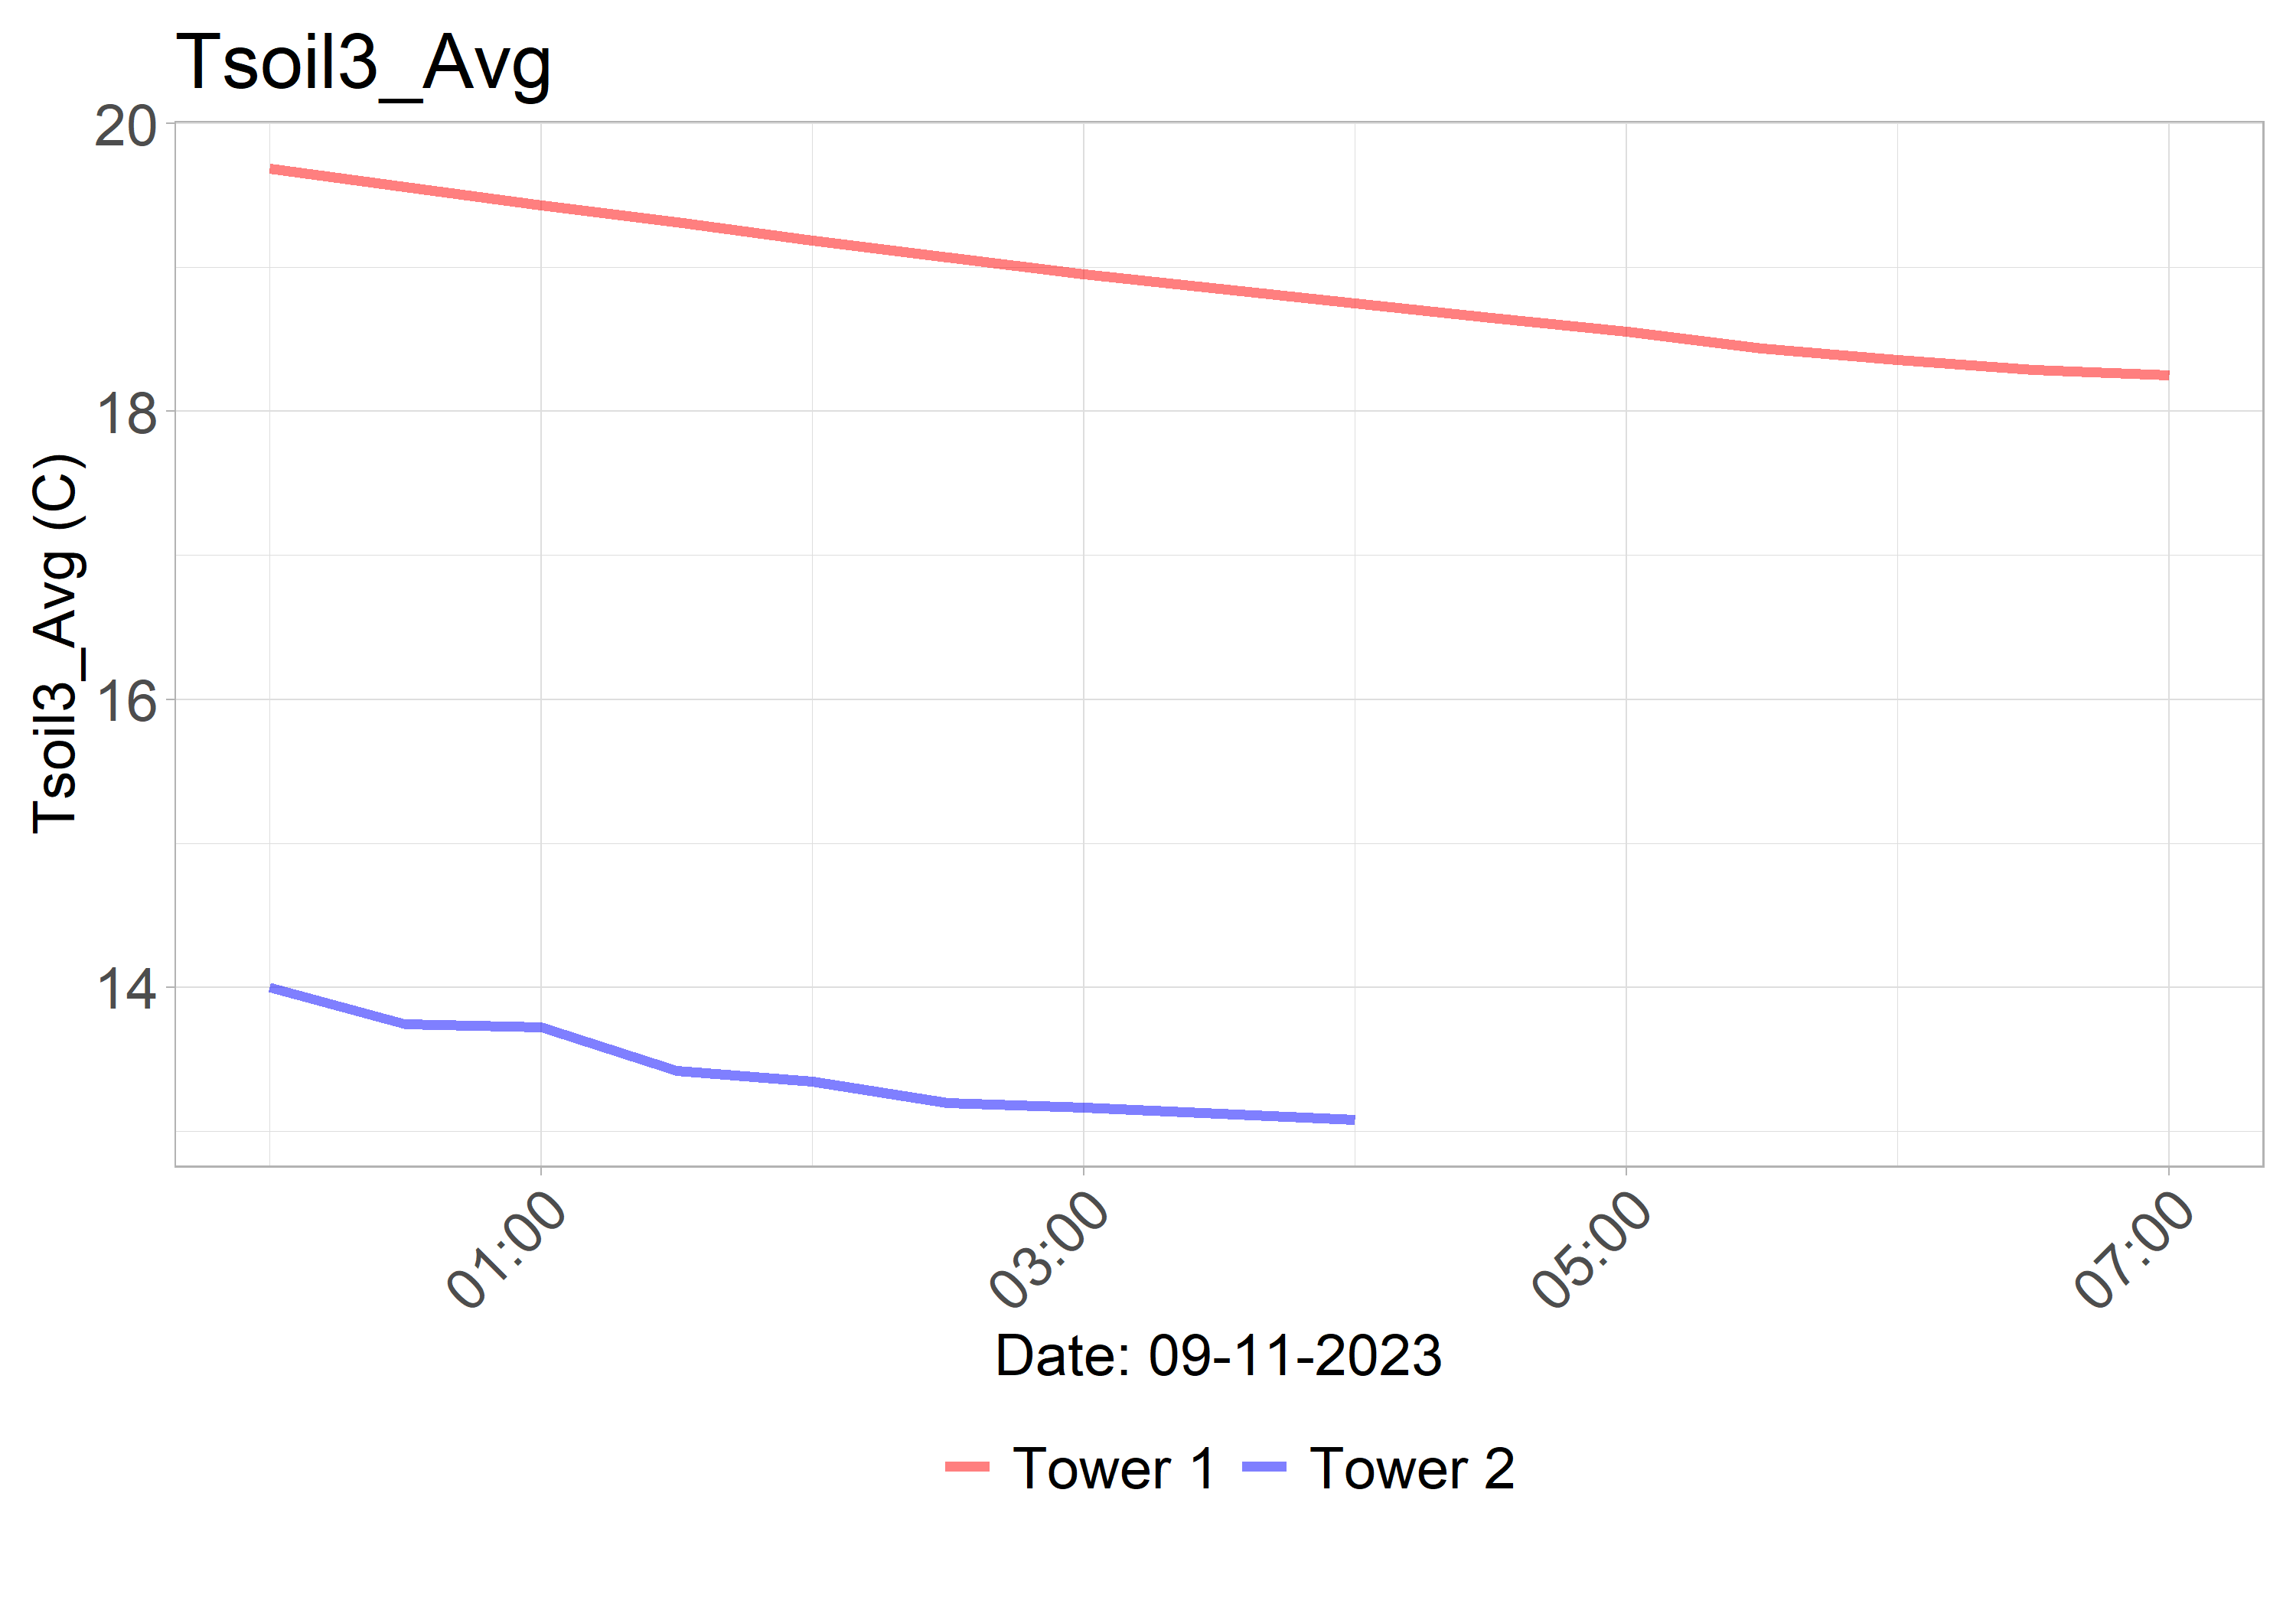 Tsoil3_Avg
20
18
16
14
Tsoil3_Avg (C)
01:00 03:00 05:00 07:00
Date: 09-11-2023
Tower 1 Tower 2